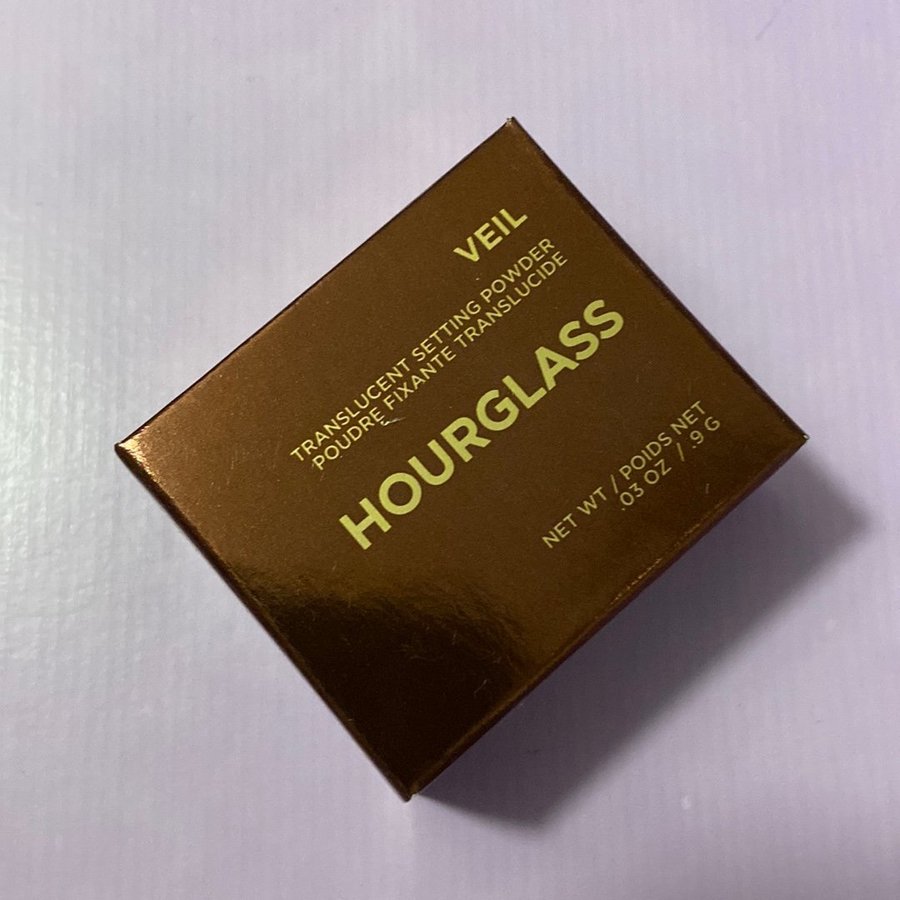 VEIL
TRANSLUCENT SETTING POWDER
POUDRE FIXANTE TRANSLUCIDE
HOURGLASS
NET WT / POIDS NET
.03 OZ / .9 G